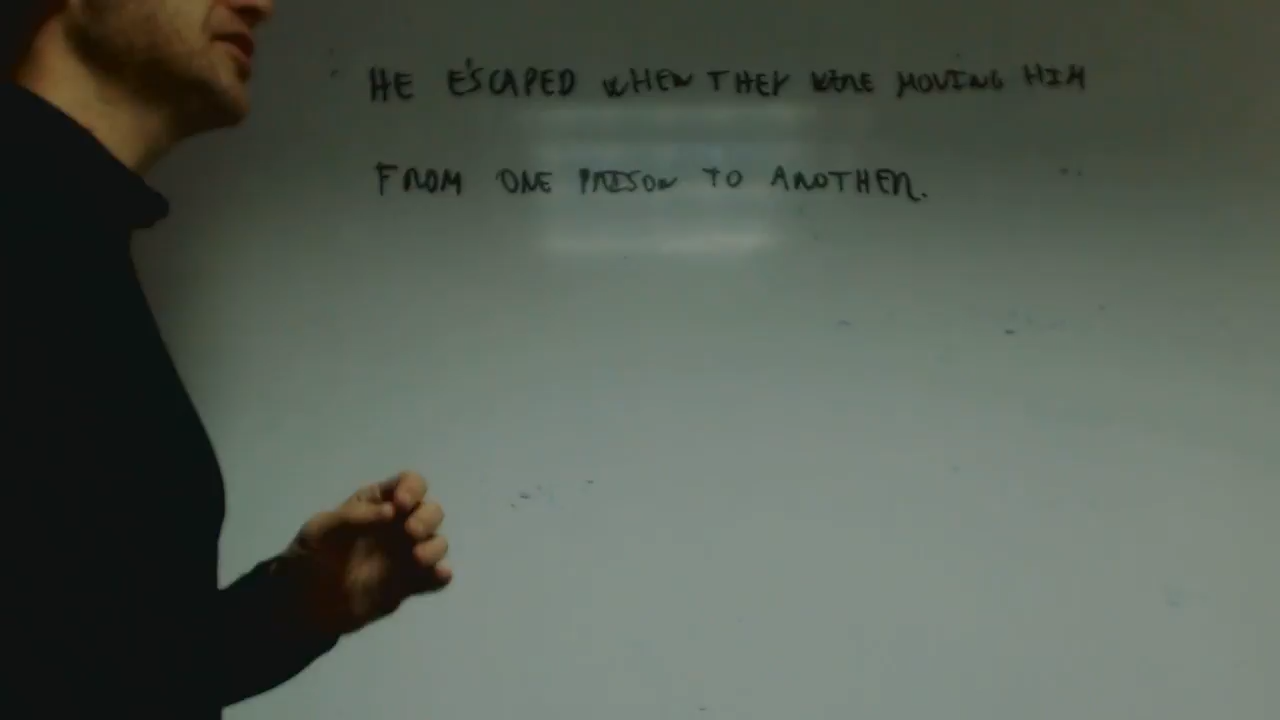 HE ESCAPED WHEN THEY WERE MOVING HIM
FROM ONE PRISON TO ANOTHER.